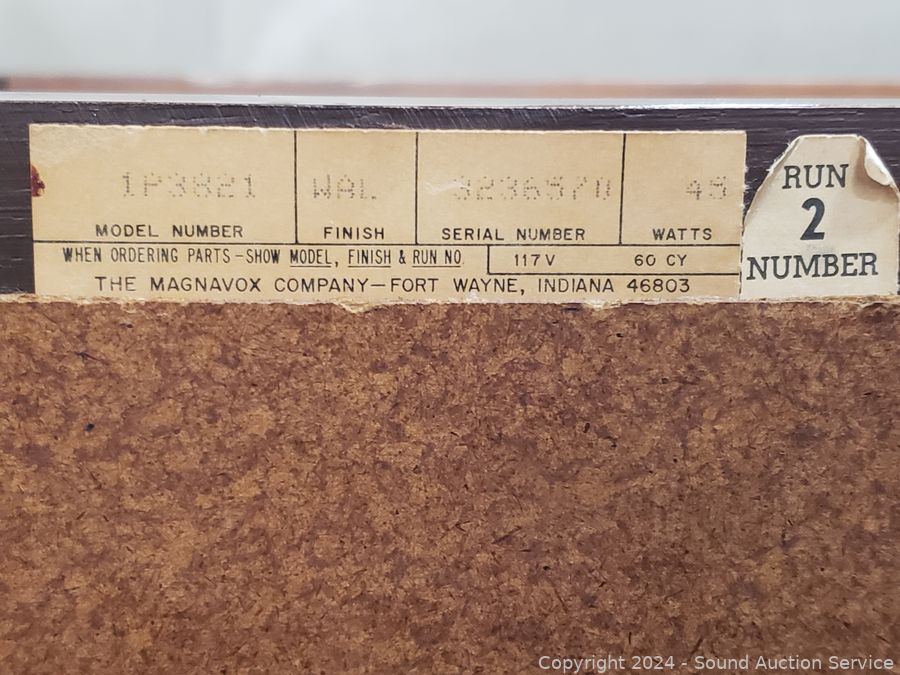 1P3821 WAL 45
MODEL NUMBER FINISH SERIAL NUMBER WATTS
WHEN ORDERING PARTS-SHOW MODEL, FINISH & RUN NO. 117V 60 CY
THE MAGNAVOX COMPANY-FORT WAYNE, INDIANA 46803
RUN
2
NUMBER
Copyright 2024 - Sound Auction Service